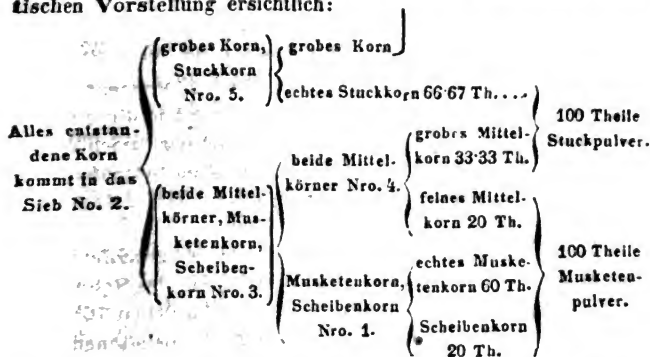 tischen Vorstellung ersichtlich:
Alles entstan-
dene Korn
kommt in das
Sieb No. 2.
grobes Korn,
Stuckkorn
Nro. 5.
grobes Korn
echtes Stuckkorn 66·67 Th....
beide Mittel-
körner, Mus-
ketenkorn,
Scheiben-
korn Nro. 3.
beide Mittel-
körner Nro. 4.
grobes Mittel-
korn 33·33 Th.
feines Mittel-
korn 20 Th.
Musketenkorn,
Scheibenkorn
Nro. 1.
echtes Muske-
tenkorn 60 Th.
Scheibenkorn
20 Th.
100 Theile
Stuckpulver.
100 Theile
Musketen-
pulver.